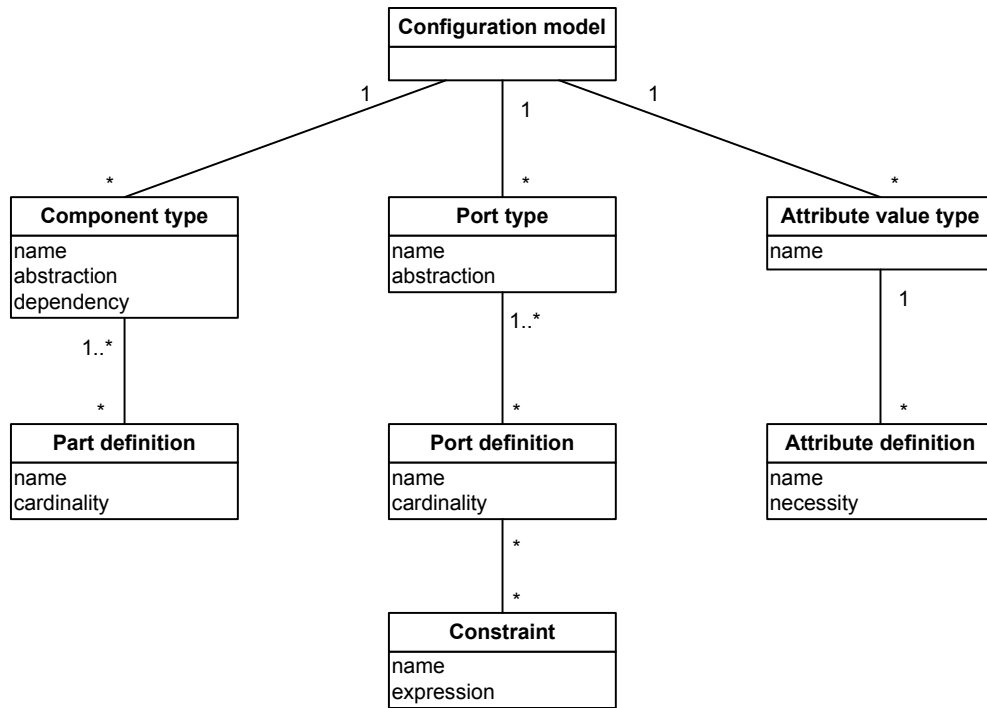 Configuration model
1
1
1
*
*
*
Component type
name
abstraction
dependency
Port type
name
abstraction
Attribute value type
name
1..*
1..*
1
*
*
*
Part definition
name
cardinality
Port definition
name
cardinality
Attribute definition
name
necessity
*
*
Constraint
name
expression